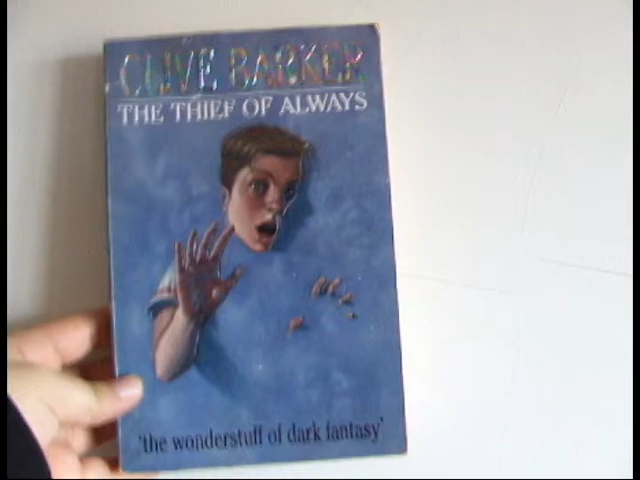 CLIVE BARKER
THE THIEF OF ALWAYS
'the wonderstuff of dark fantasy'